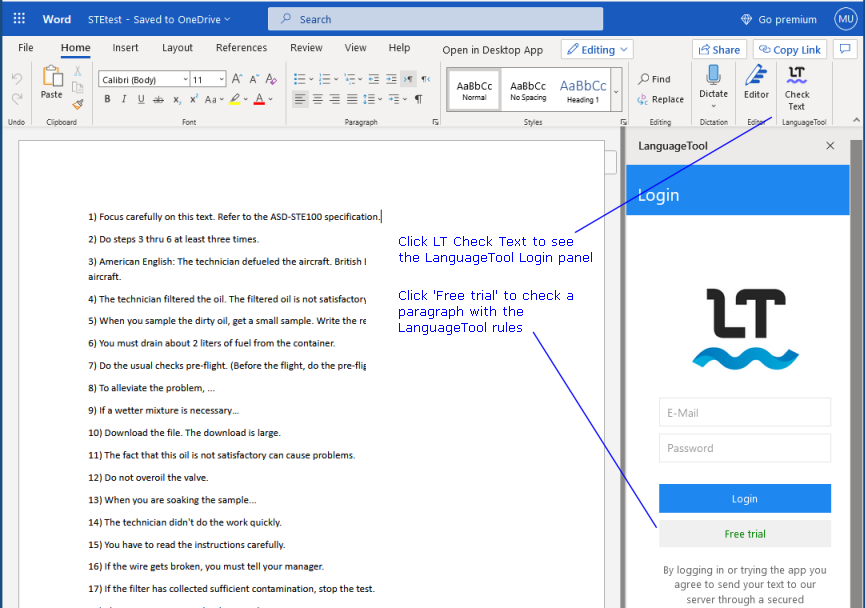 Word STEtest - Saved to OneDrive Search Go premium MU
File Home Insert Layout References Review View Help Open in Desktop App Editing Share Copy Link
Paste Calibri (Body) 11 A A A
B I U ab x₂ x² Aa A
AaBbCc AaBbCc AaBbCc
Normal No Spacing Heading 1
Find
Replace
Dictate
Editor
Check
Text
Undo Clipboard Font Paragraph Styles Editing Dictation Editor LanguageTool
1) Focus carefully on this text. Refer to the ASD-STE100 specification.
2) Do steps 3 thru 6 at least three times.
3) American English: The technician defueled the aircraft. British
aircraft.
4) The technician filtered the oil. The filtered oil is not satisfactory
5) When you sample the dirty oil, get a small sample. Write the re
6) You must drain about 2 liters of fuel from the container.
7) Do the usual checks pre-flight. (Before the flight, do the pre-flig
8) To alleviate the problem, ...
9) If a wetter mixture is necessary...
10) Download the file. The download is large.
11) The fact that this oil is not satisfactory can cause problems.
12) Do not overoil the valve.
13) When you are soaking the sample...
14) The technician didn't do the work quickly.
15) You have to read the instructions carefully.
16) If the wire gets broken, you must tell your manager.
17) If the filter has collected sufficient contamination, stop the test.
Click LT Check Text to see
the LanguageTool Login panel
Click 'Free trial' to check a
paragraph with the
LanguageTool rules
LanguageTool
Login
LT
E-Mail
Password
Login
Free trial
By logging in or trying the app you
agree to send your text to our
server through a secured